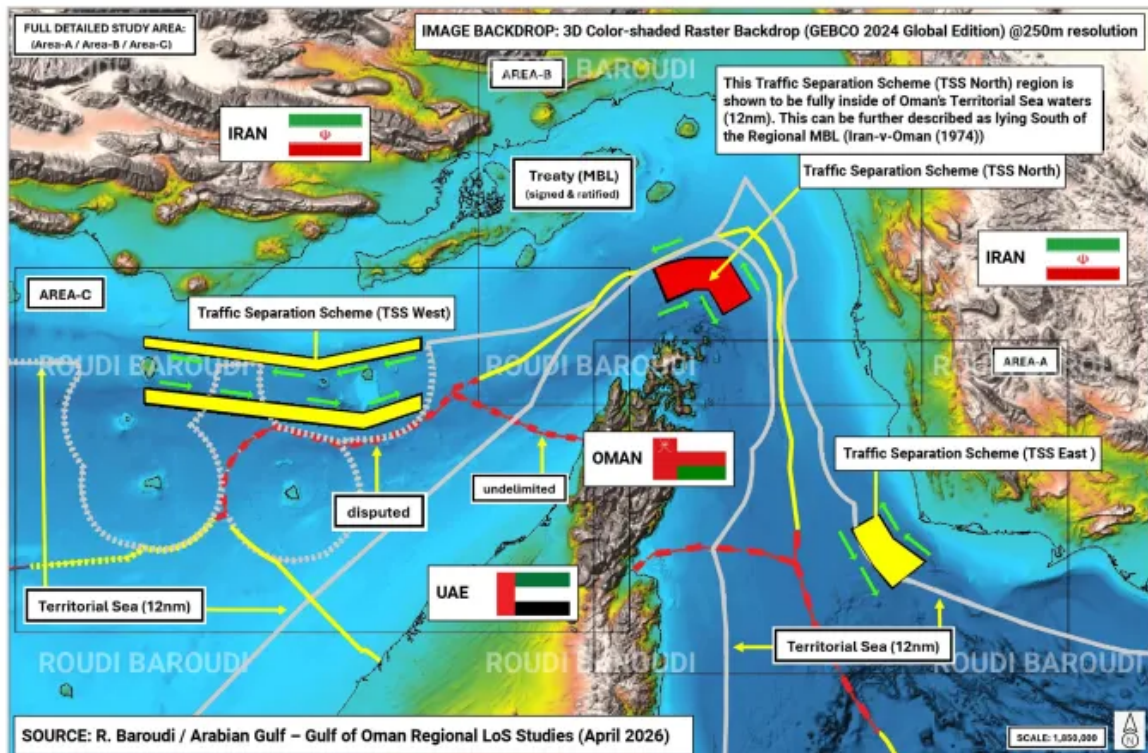 FULL DETAILED STUDY AREA:
(Area-A / Area-B / Area-C)
IMAGE BACKDROP: 3D Color-shaded Raster Backdrop (GEBCO 2024 Global Edition) @250m resolution
ROUDI BAROUDI
ROUDI BAROUDI
AREA-B
This Traffic Separation Scheme (TSS North) region is
shown to be fully inside of Oman's Territorial Sea waters
(12nm). This can be further described as lying South of
the Regional MBL (Iran-v-Oman (1974))
IRAN
Treaty (MBL)
(signed & ratified)
Traffic Separation Scheme (TSS North)
IRAN
AREA-C
Traffic Separation Scheme (TSS West)
ROUDI BAROUDI
ROUDI BAROUDI
ROUDI BAROUDI
AREA-A
OMAN
Traffic Separation Scheme (TSS East )
undelimited
disputed
UAE
Territorial Sea (12nm)
Territorial Sea (12nm)
ROUDI BAROUDI
ROUDI BAROUDI
ROUDI BAROUDI
SOURCE: R. Baroudi / Arabian Gulf – Gulf of Oman Regional LoS Studies (April 2026)
SCALE: 1,850,000
N